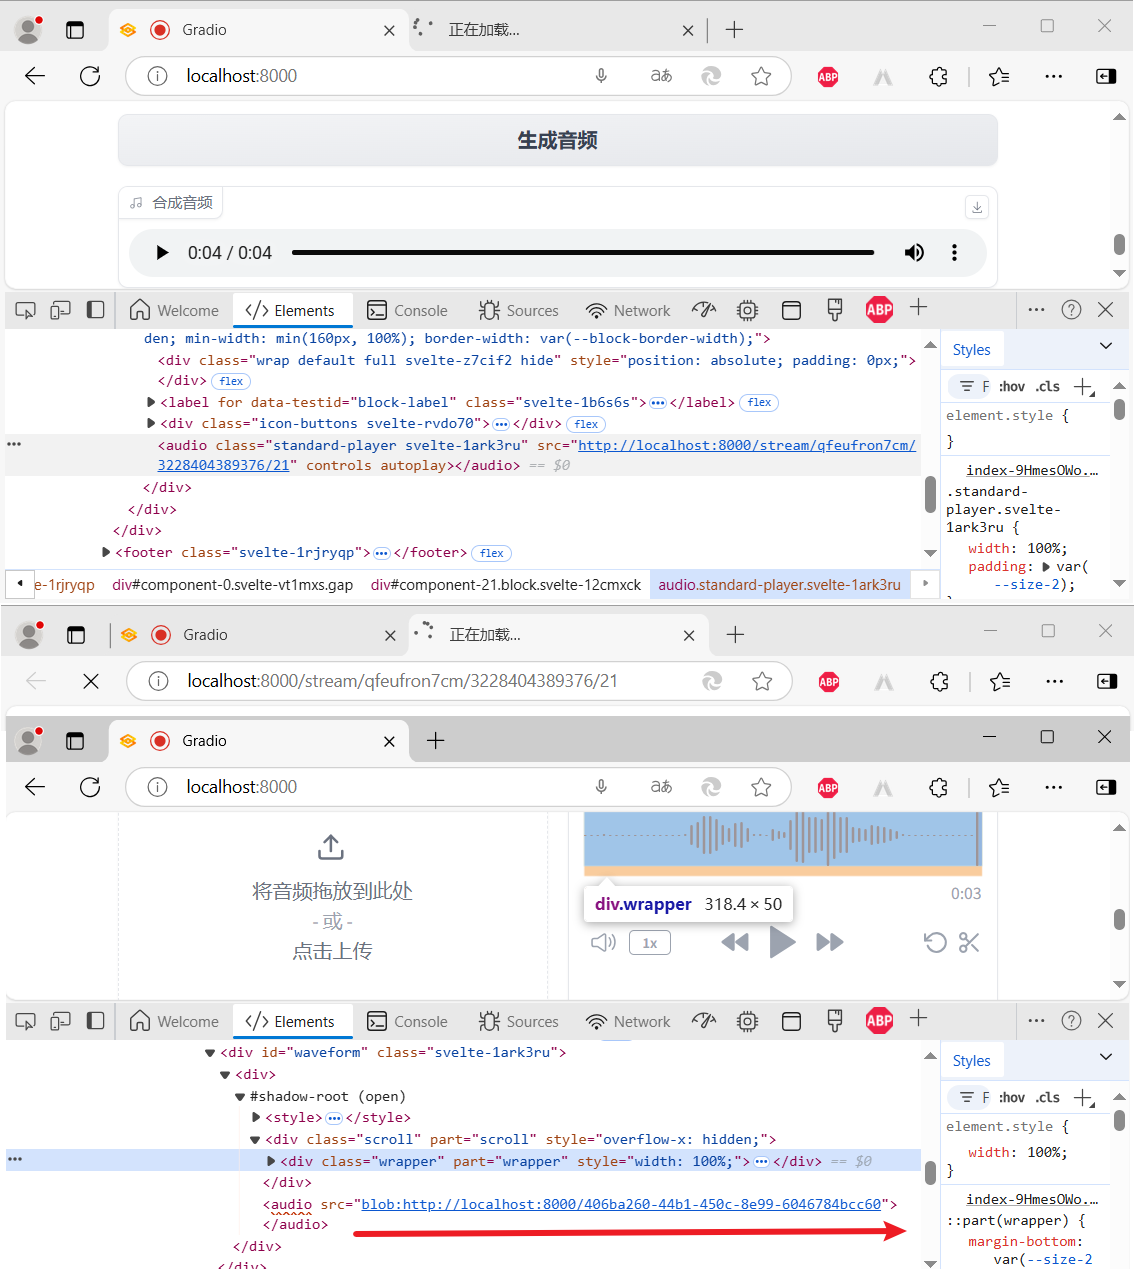 Gradio
正在加载...
localhost:8000
aあ
ABP
生成音频
合成音频
0:04 / 0:04
Welcome
</> Elements
Console
Sources
Network
ABP
den; min-width: min(160px, 100%); border-width: var(--block-border-width);">
<div class="wrap default full svelte-z7cif2 hide" style="position: absolute; padding: 0px;">
</div> flex
<label for data-testid="block-label" class="svelte-1b6s6s">…</label> flex
<div class="icon-buttons svelte-rvdo70">…</div> flex
<audio class="standard-player svelte-1ark3ru" src="http://localhost:8000/stream/qfeufron7cm/
3228404389376/21" controls autoplay></audio> == $0
</div>
</div>
</div>
<footer class="svelte-1rjryqp">…</footer> flex
e-1rjryqp div#component-0.svelte-vt1mxs.gap div#component-21.block.svelte-12cmxck audio.standard-player.svelte-1ark3ru
Styles
F :hov .cls
element.style {
}
index-9HmesOWo.…
.standard-
player.svelte-
1ark3ru {
width: 100%;
padding: var(
--size-2);
Gradio
正在加载...
localhost:8000/stream/qfeufron7cm/3228404389376/21
ABP
Gradio
localhost:8000
aあ
ABP
将音频拖放到此处
- 或 -
点击上传
0:03
div.wrapper 318.4 × 50
1x
Welcome
</> Elements
Console
Sources
Network
ABP
<div id="waveform" class="svelte-1ark3ru">
<div>
#shadow-root (open)
<style>…</style>
<div class="scroll" part="scroll" style="overflow-x: hidden;">
<div class="wrapper" part="wrapper" style="width: 100%;">…</div> == $0
</div>
<audio src="blob:http://localhost:8000/406ba260-44b1-450c-8e99-6046784bcc60">
</audio>
</div>
</div>
Styles
F :hov .cls
element.style {
width: 100%;
}
index-9HmesOWo.…
::part(wrapper) {
margin-bottom:
var(--size-2